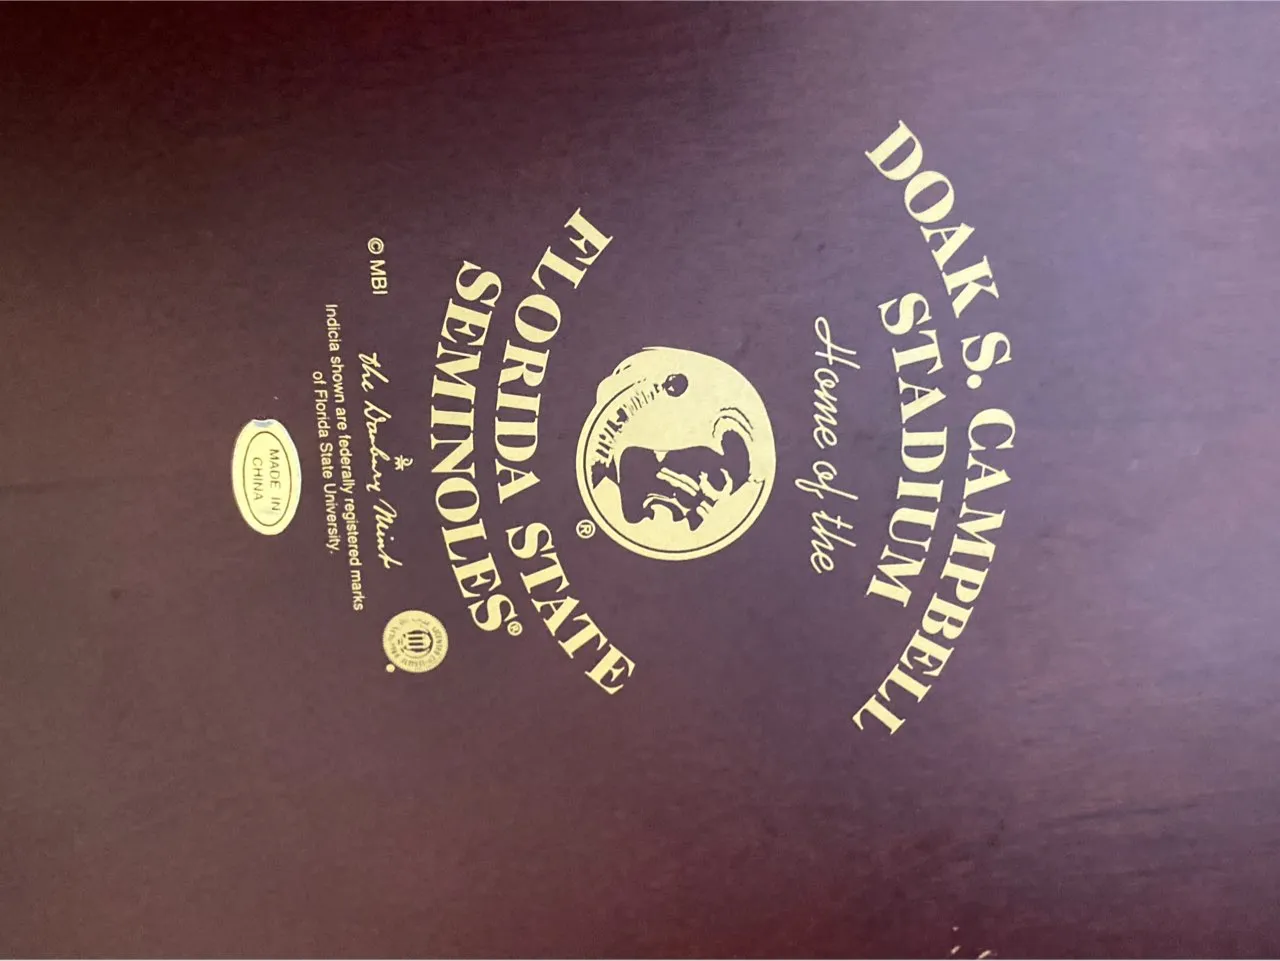 DOAK S. CAMPBELL
STADIUM
Home of the
®
FLORIDA STATE
SEMINOLES®
© MBI
The Danbury Mint
Indicia shown are federally registered marks
of Florida State University.
MADE IN
CHINA